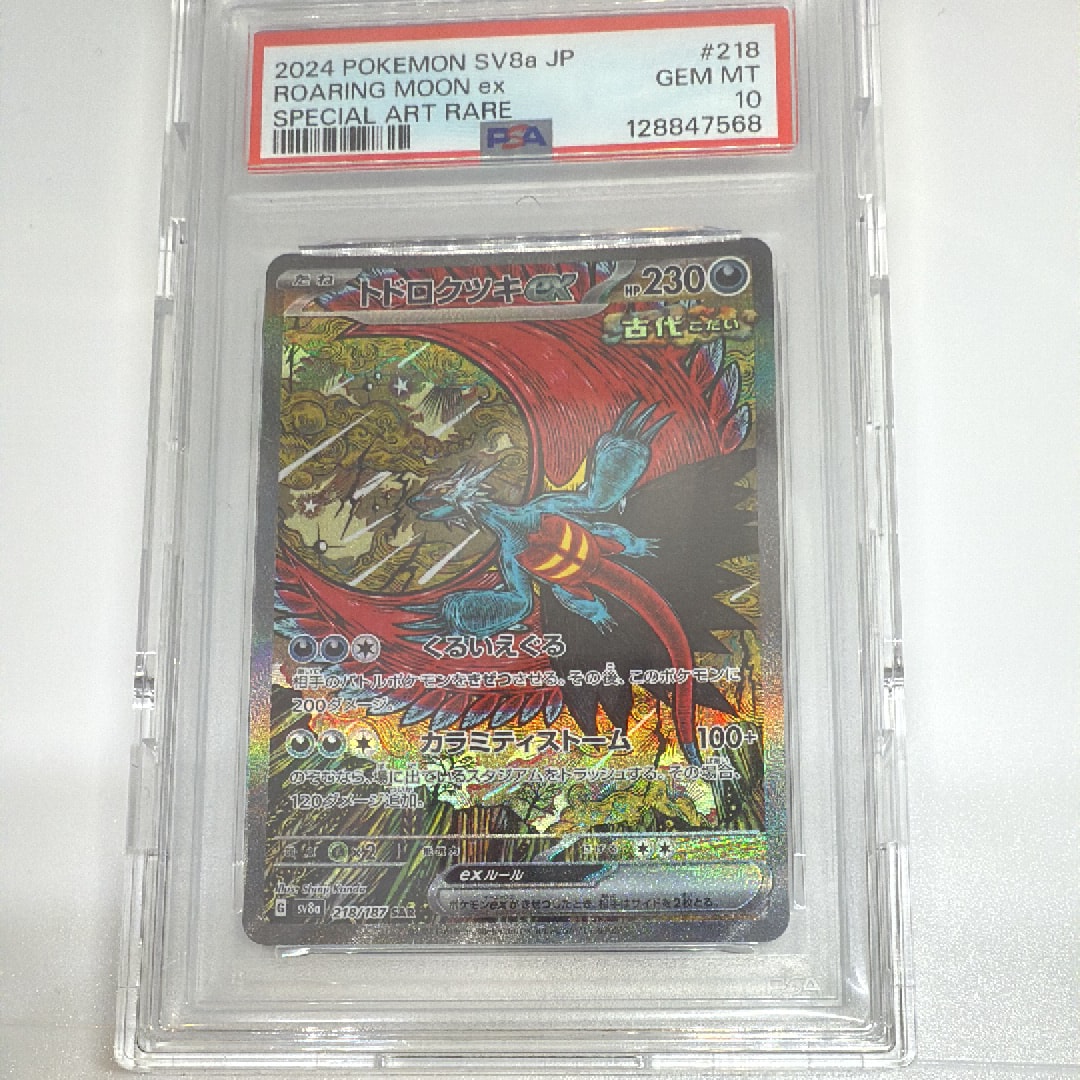 2024 POKEMON SV8a JP #218
ROARING MOON ex GEM MT
SPECIAL ART RARE 10
PSA 128847568
たね トドロクツキex HP230
古代 こだい
くるいえぐる
相手のバトルポケモンをきぜつさせる。その後、このポケモンに
200ダメージ。
カラミティストーム 100+
のぞむなら、場に出ているスタジアムをトラッシュする。その場合、
120ダメージ追加。
×2
exルール
ポケモンexがきぜつしたとき、相手はサイドを2枚とる。
G SV8a 218/187 SAR
PSA